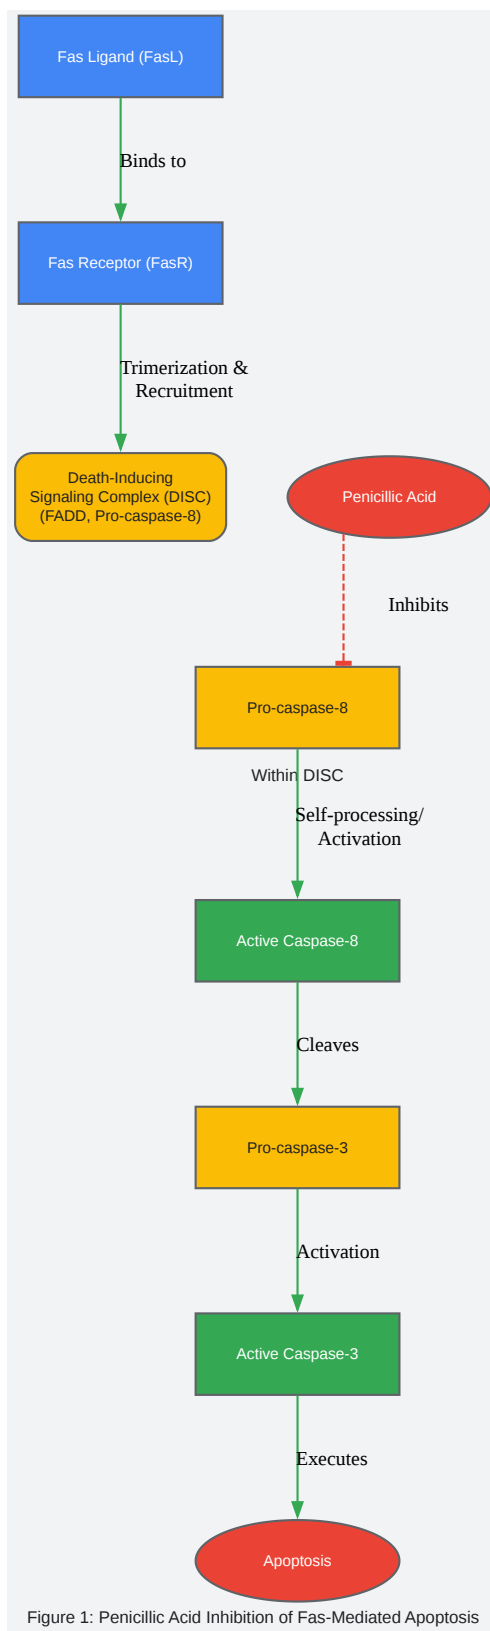 Fas Ligand (FasL)
Binds to
Fas Receptor (FasR)
Trimerization &
Recruitment
Death-Inducing
Signaling Complex (DISC)
(FADD, Pro-caspase-8)
Penicillic Acid
Inhibits
Pro-caspase-8
Within DISC
Self-processing/
Activation
Active Caspase-8
Cleaves
Pro-caspase-3
Activation
Active Caspase-3
Executes
Apoptosis
Figure 1: Penicillic Acid Inhibition of Fas-Mediated Apoptosis